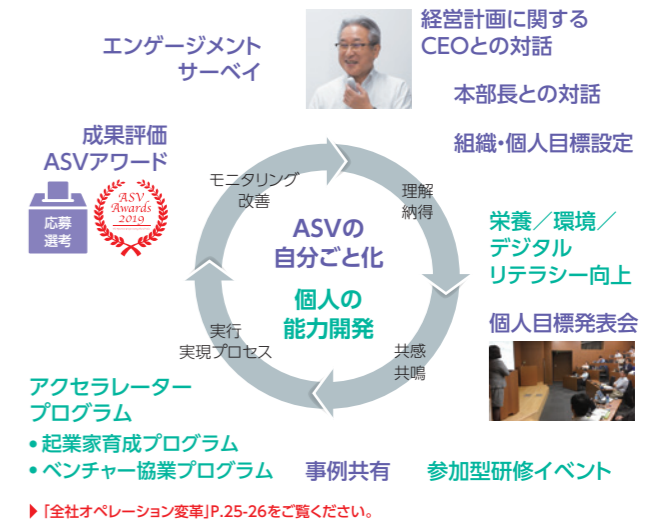 経営計画に関する
CEOとの対話
本部長との対話
組織・個人目標設定
エンゲージメント
サーベイ
成果評価
ASVアワード
応募
選考
ASV
Awards
2019
モニタリング
改善
理解
納得
ASVの
自分ごと化
個人の
能力開発
栄養／環境／
デジタル
リテラシー向上
個人目標発表会
実行
実現プロセス
共感
共鳴
アクセラレーター
プログラム
• 起業家育成プログラム
• ベンチャー協業プログラム
事例共有
参加型研修イベント
▶「全社オペレーション変革」P.25-26をご覧ください。